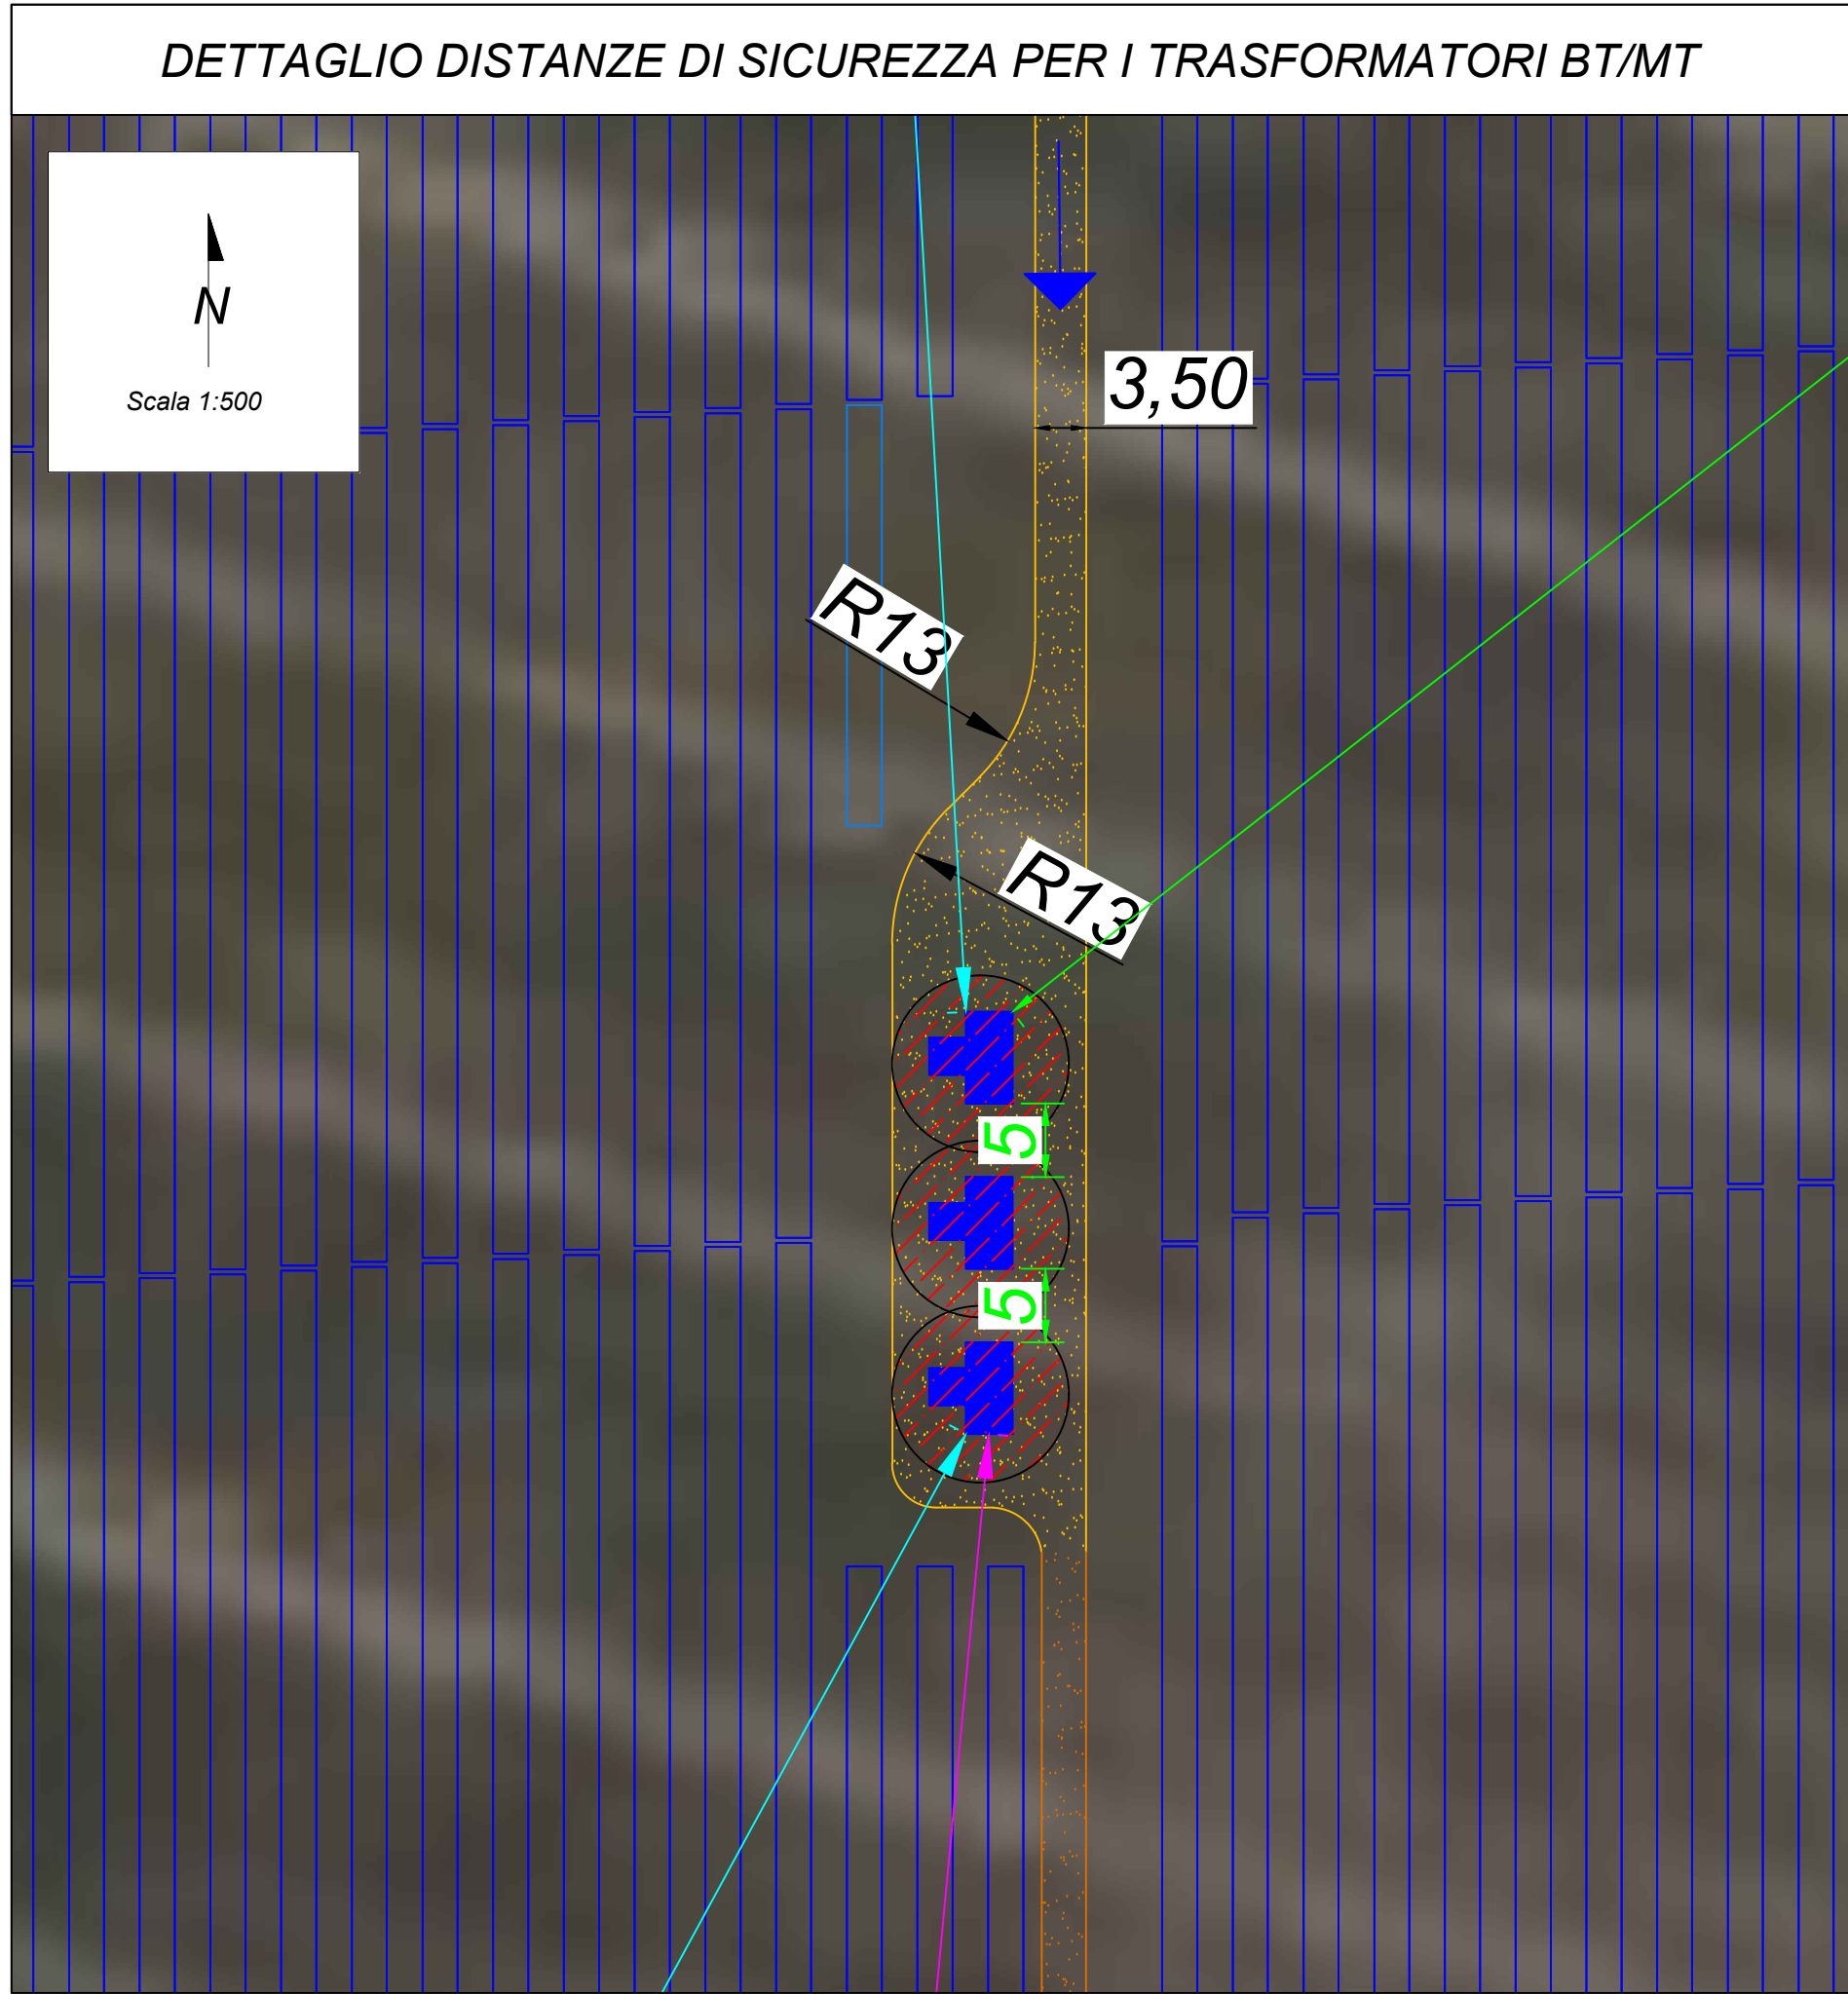 DETTAGLIO DISTANZE DI SICUREZZA PER I TRASFORMATORI BT/MT
N
Scala 1:500
3,50
R13
R13
5
5